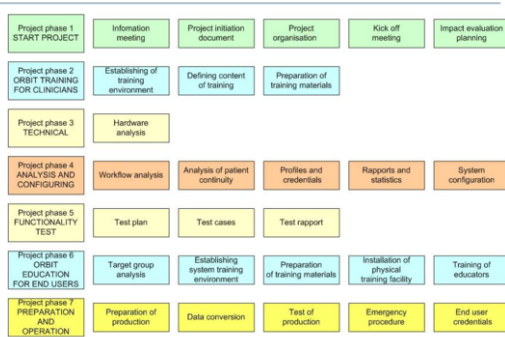 Project phase 1
START PROJECT
Infomation
meeting
Project initiation
document
Project
organisation
Kick off
meeting
Impact evaluation
planning
Project phase 2
ORBIT TRAINING
FOR CLINICIANS
Establishing of
training
environment
Defining content
of training
Preparation of
training materials
Project phase 3
TECHNICAL
Hardware
analysis
Project phase 4
ANALYSIS AND
CONFIGURING
Workflow analysis
Analysis of patient
continuity
Profiles and
credentials
Rapports and
statistics
System
configuration
Project phase 5
FUNCTIONALITY
TEST
Test plan
Test cases
Test rapport
Project phase 6
ORBIT
EDUCATION
FOR END USERS
Target group
analysis
Establishing
system training
environment
Preparation
of training materials
Installation of
physical
training facility
Training of
educators
Project phase 7
PREPARATION
AND
OPERATION
Preparation of
production
Data conversion
Test of
production
Emergency
procedure
End user
credentials